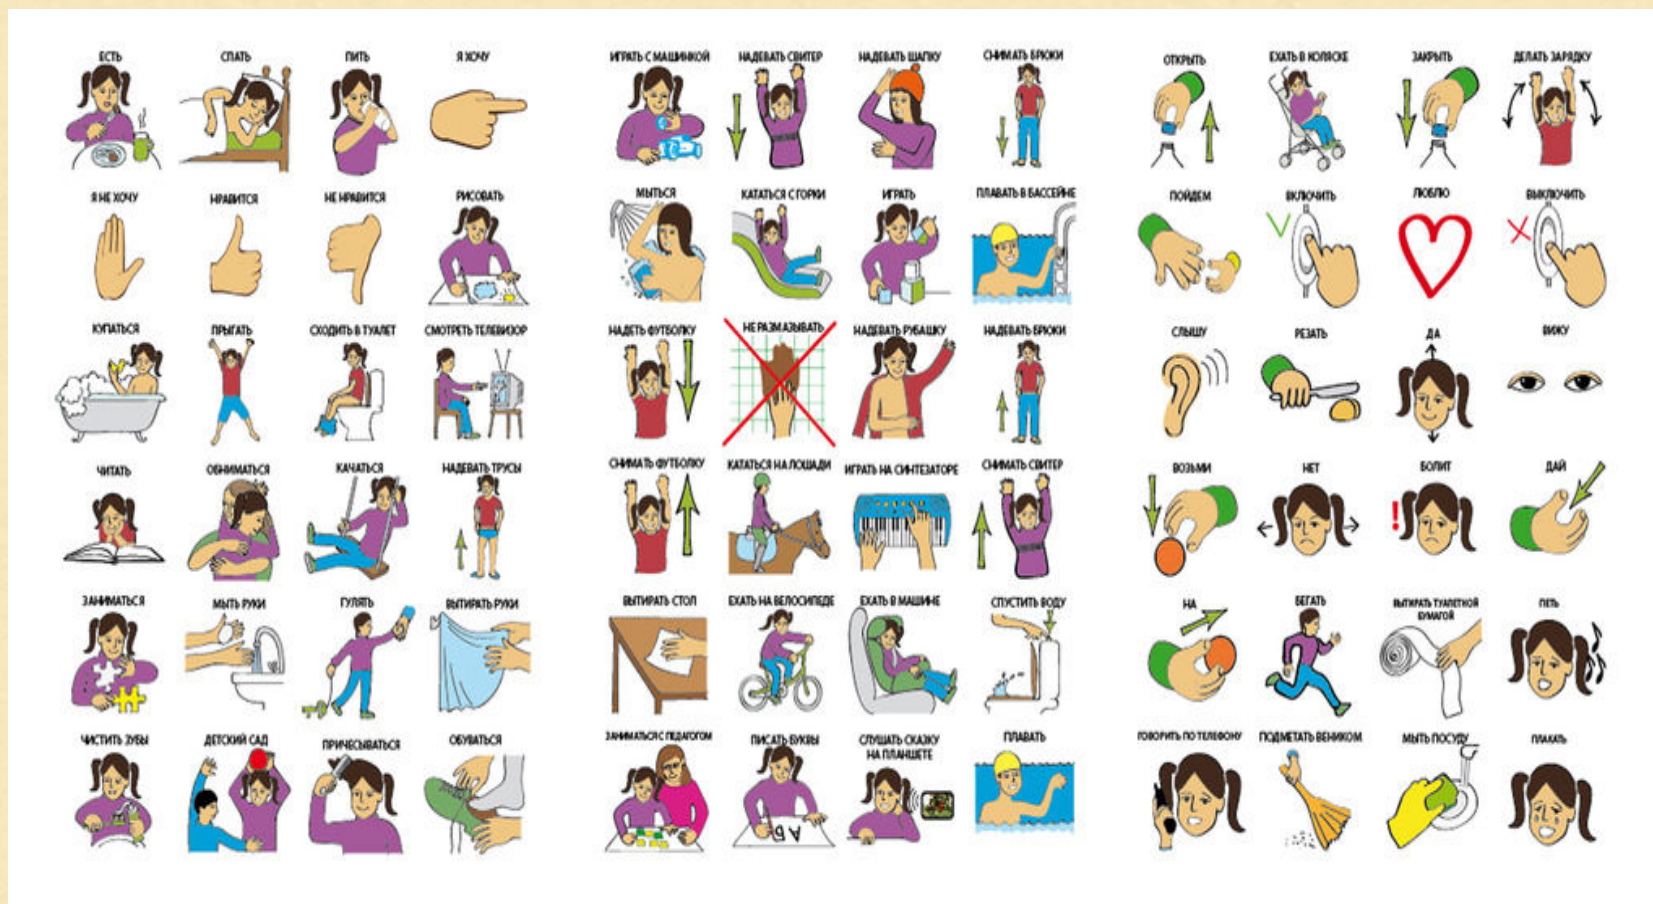 ЕСТЬ
СПАТЬ
ПИТЬ
Я ХОЧУ
Я НЕ ХОЧУ
НРАВИТСЯ
НЕ НРАВИТСЯ
РИСОВАТЬ
КУПАТЬСЯ
ПРЫГАТЬ
СХОДИТЬ В ТУАЛЕТ
СМОТРЕТЬ ТЕЛЕВИЗОР
ЧИТАТЬ
ОБНИМАТЬСЯ
КАЧАТЬСЯ
НАДЕВАТЬ ТРУСЫ
ЗАНИМАТЬСЯ
МЫТЬ РУКИ
ГУЛЯТЬ
ВЫТИРАТЬ РУКИ
ЧИСТИТЬ ЗУБЫ
ДЕТСКИЙ САД
ПРИЧЕСЫВАТЬСЯ
ОБУВАТЬСЯ
ИГРАТЬ С МАШИНКОЙ
НАДЕВАТЬ СВИТЕР
НАДЕВАТЬ ШАПКУ
СНИМАТЬ БРЮКИ
МЫТЬСЯ
КАТАТЬСЯ С ГОРКИ
ИГРАТЬ
ПЛАВАТЬ В БАССЕЙНЕ
НАДЕТЬ ФУТБОЛКУ
НЕ РАЗМАЗЫВАТЬ
НАДЕВАТЬ РУБАШКУ
НАДЕВАТЬ БРЮКИ
СНИМАТЬ ФУТБОЛКУ
КАТАТЬСЯ НА ЛОШАДИ
ИГРАТЬ НА СИНТЕЗАТОРЕ
СНИМАТЬ СВИТЕР
ВЫТИРАТЬ СТОЛ
ЕХАТЬ НА ВЕЛОСИПЕДЕ
ЕХАТЬ В МАШИНЕ
СПУСТИТЬ ВОДУ
ЗАНИМАТЬСЯ С ПЕДАГОГОМ
ПИСАТЬ БУКВЫ
АБ
СЛУШАТЬ СКАЗКУ
НА ПЛАНШЕТЕ
ПЛАВАТЬ
ОТКРЫТЬ
ЕХАТЬ В КОЛЯСКЕ
ЗАКРЫТЬ
ДЕЛАТЬ ЗАРЯДКУ
ПОЙДЕМ
ВКЛЮЧИТЬ
ЛЮБЛЮ
ВЫКЛЮЧИТЬ
СЛЫШУ
РЕЗАТЬ
ДА
ВИЖУ
ВОЗЬМИ
НЕТ
БОЛИТ
!
ДАЙ
НА
БЕГАТЬ
ВЫТИРАТЬ ТУАЛЕТНОЙ
БУМАГОЙ
ПЕТЬ
ГОВОРИТЬ ПО ТЕЛЕФОНУ
ПОДМЕТАТЬ ВЕНИКОМ
МЫТЬ ПОСУДУ
ПЛАКАТЬ